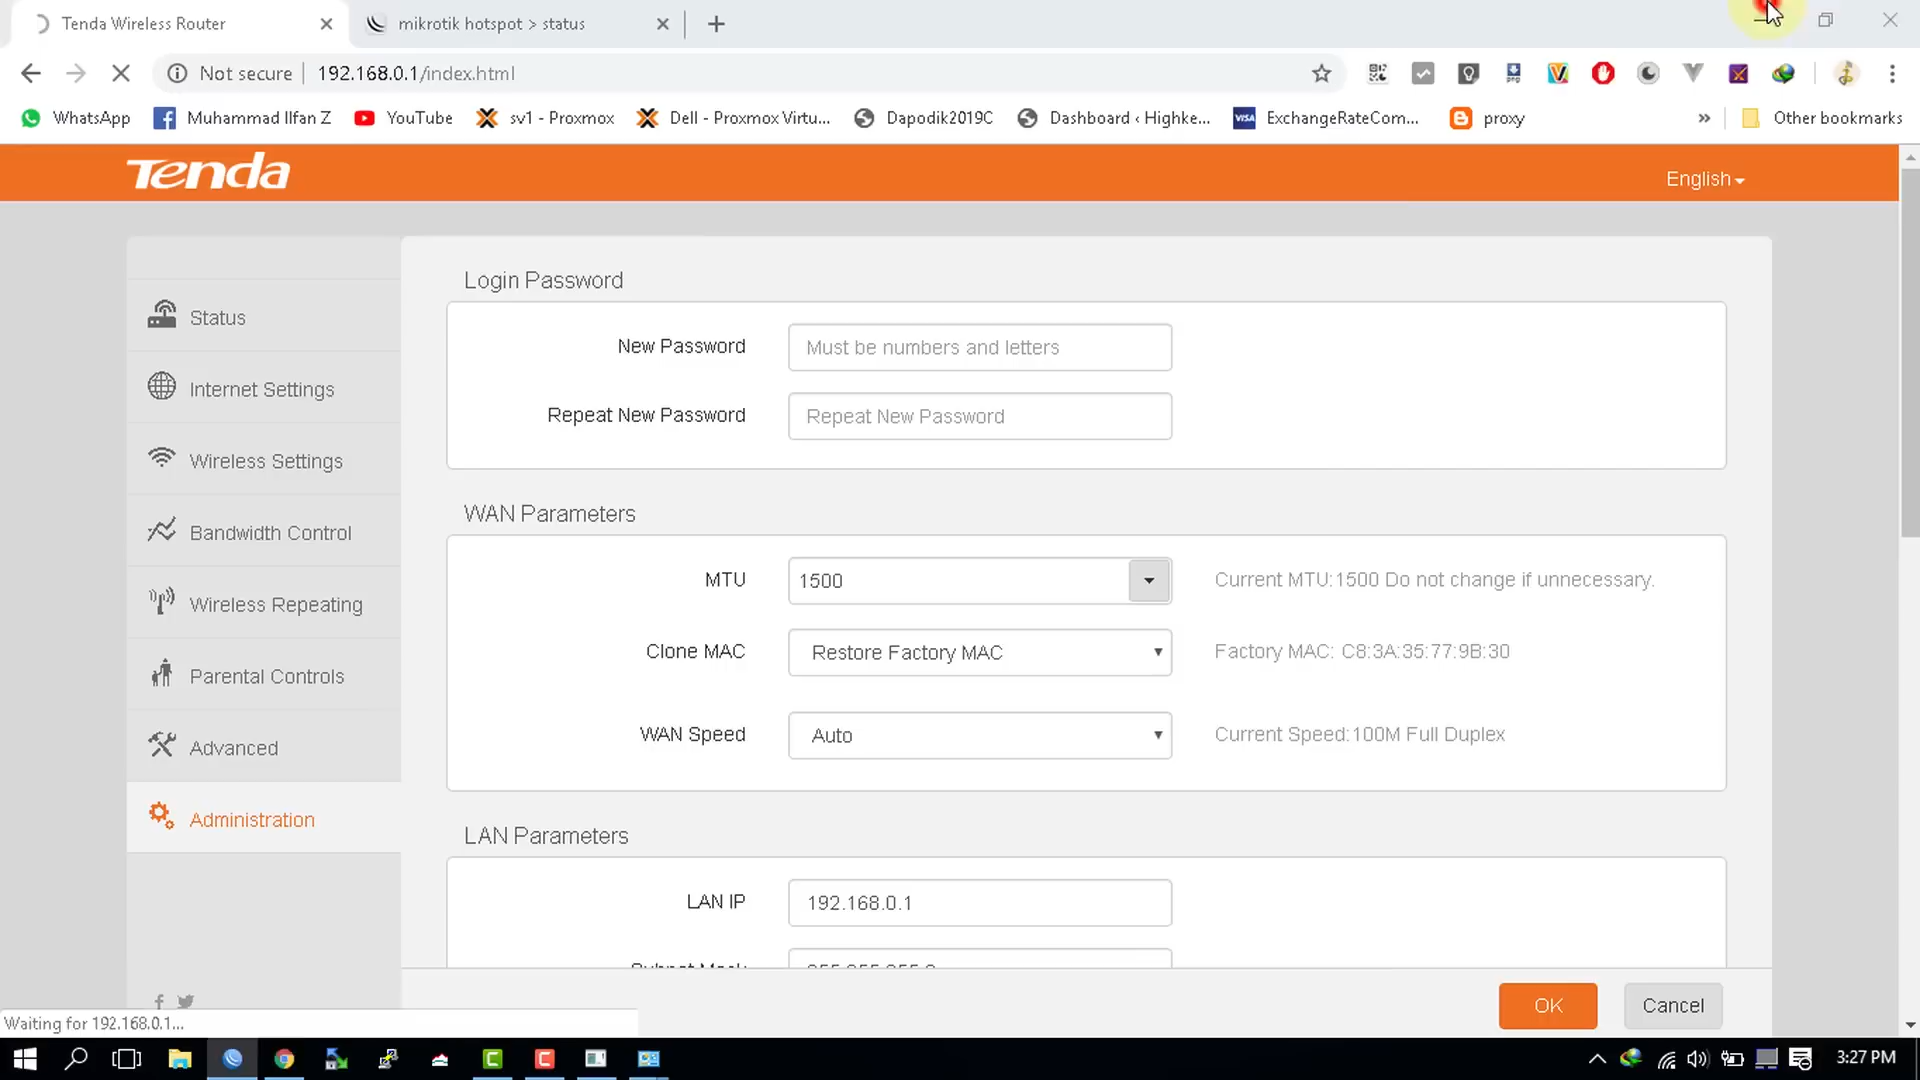 Tenda Wireless Router
mikrotik hotspot > status
Not secure
192.168.0.1/index.html
WhatsApp
Muhammad Ilfan Z
YouTube
sv1 - Proxmox
Dell - Proxmox Virtu...
Dapodik2019C
Dashboard ‹ Highke...
VISA
ExchangeRateCom...
proxy
»
Other bookmarks
Tenda
English
Status
Internet Settings
Wireless Settings
Bandwidth Control
Wireless Repeating
Parental Controls
Advanced
Administration
Login Password
New Password
Must be numbers and letters
Repeat New Password
Repeat New Password
WAN Parameters
MTU
1500
Current MTU:1500 Do not change if unnecessary.
Clone MAC
Restore Factory MAC
Factory MAC: C8:3A:35:77:9B:30
WAN Speed
Auto
Current Speed:100M Full Duplex
LAN Parameters
LAN IP
192.168.0.1
Subnet Mask
OK
Cancel
Waiting for 192.168.0.1...
3:27 PM